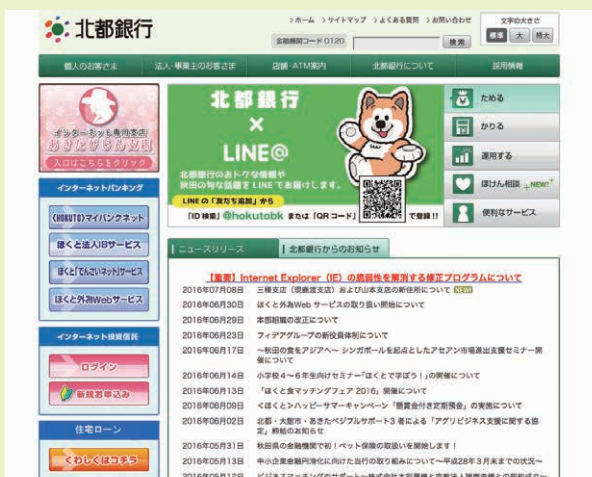 北都銀行
＞ホーム ＞サイトマップ ＞よくある質問 ＞お問い合わせ
文字の大きさ
金融機関コード 0120
検索
標準 大 特大
個人のお客さま
法人・事業主のお客さま
店舗・ATM案内
北都銀行について
採用情報
インターネット専用支店
あきたびじん支店
入口はこちらをクリック
北都銀行
×
LINE@
北都銀行のおトクな情報や
秋田の旬な話題を LINE でお届けします。
LINE の「友だち追加」から
「ID 検索」@hokutobk または「QR コード」で登録!!
ためる
かりる
運用する
ほけん相談 NEW!
便利なサービス
インターネットバンキング
〈HOKUTO〉マイバンクネット
ほくと法人IBサービス
ほくと「でんさいネット」サービス
ほくと外為Webサービス
インターネット投資信託
ログイン
新規お申込み
住宅ローン
くわしくはコチラ
ニュースリリース
北都銀行からのお知らせ
【重要】Internet Explorer（IE）の脆弱性を解消する修正プログラムについて
2016年07月08日 三種支店（現鹿渡支店）および山本支店の新住所について NEW!
2016年06月30日 ほくと外為Web サービスの取り扱い開始について
2016年06月29日 本部組織の改正について
2016年06月23日 フィデアグループの新役員体制について
2016年06月17日 〜秋田の食をアジアへ〜 シンガポールを起点としたアセアン市場進出支援セミナー開
催について
2016年06月14日 小学校４〜６年生向けセミナー「ほくとで学ぼう！」の開催について
2016年06月13日 「ほくと食マッチングフェア 2016」開催について
2016年06月09日 ＜ほくと＞ハッピーサマーキャンペーン「懸賞金付き定期預金」の実施について
2016年06月02日 北都・大館市・あきたベジフルサポート3 者による「アグリビジネス支援に関する協
定」締結のお知らせ
2016年05月31日 秋田県の金融機関で初！ペット保険の取扱いを開始します！
2016年05月13日 中小企業金融円滑化に向けた当行の取り組みについて〜平成28年３月末までの状況〜